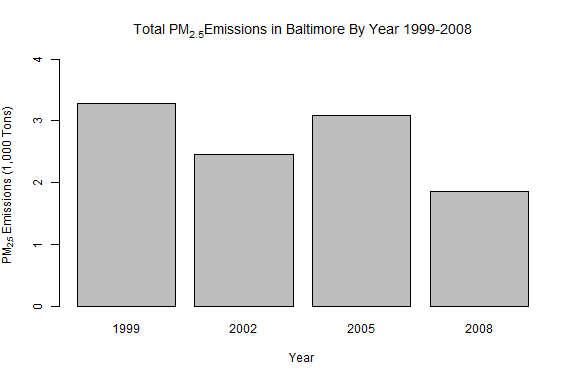 Total PM2.5Emissions in Baltimore By Year 1999-2008
PM2.5 Emissions (1,000 Tons)
4
3
2
1
0
1999 2002 2005 2008
Year